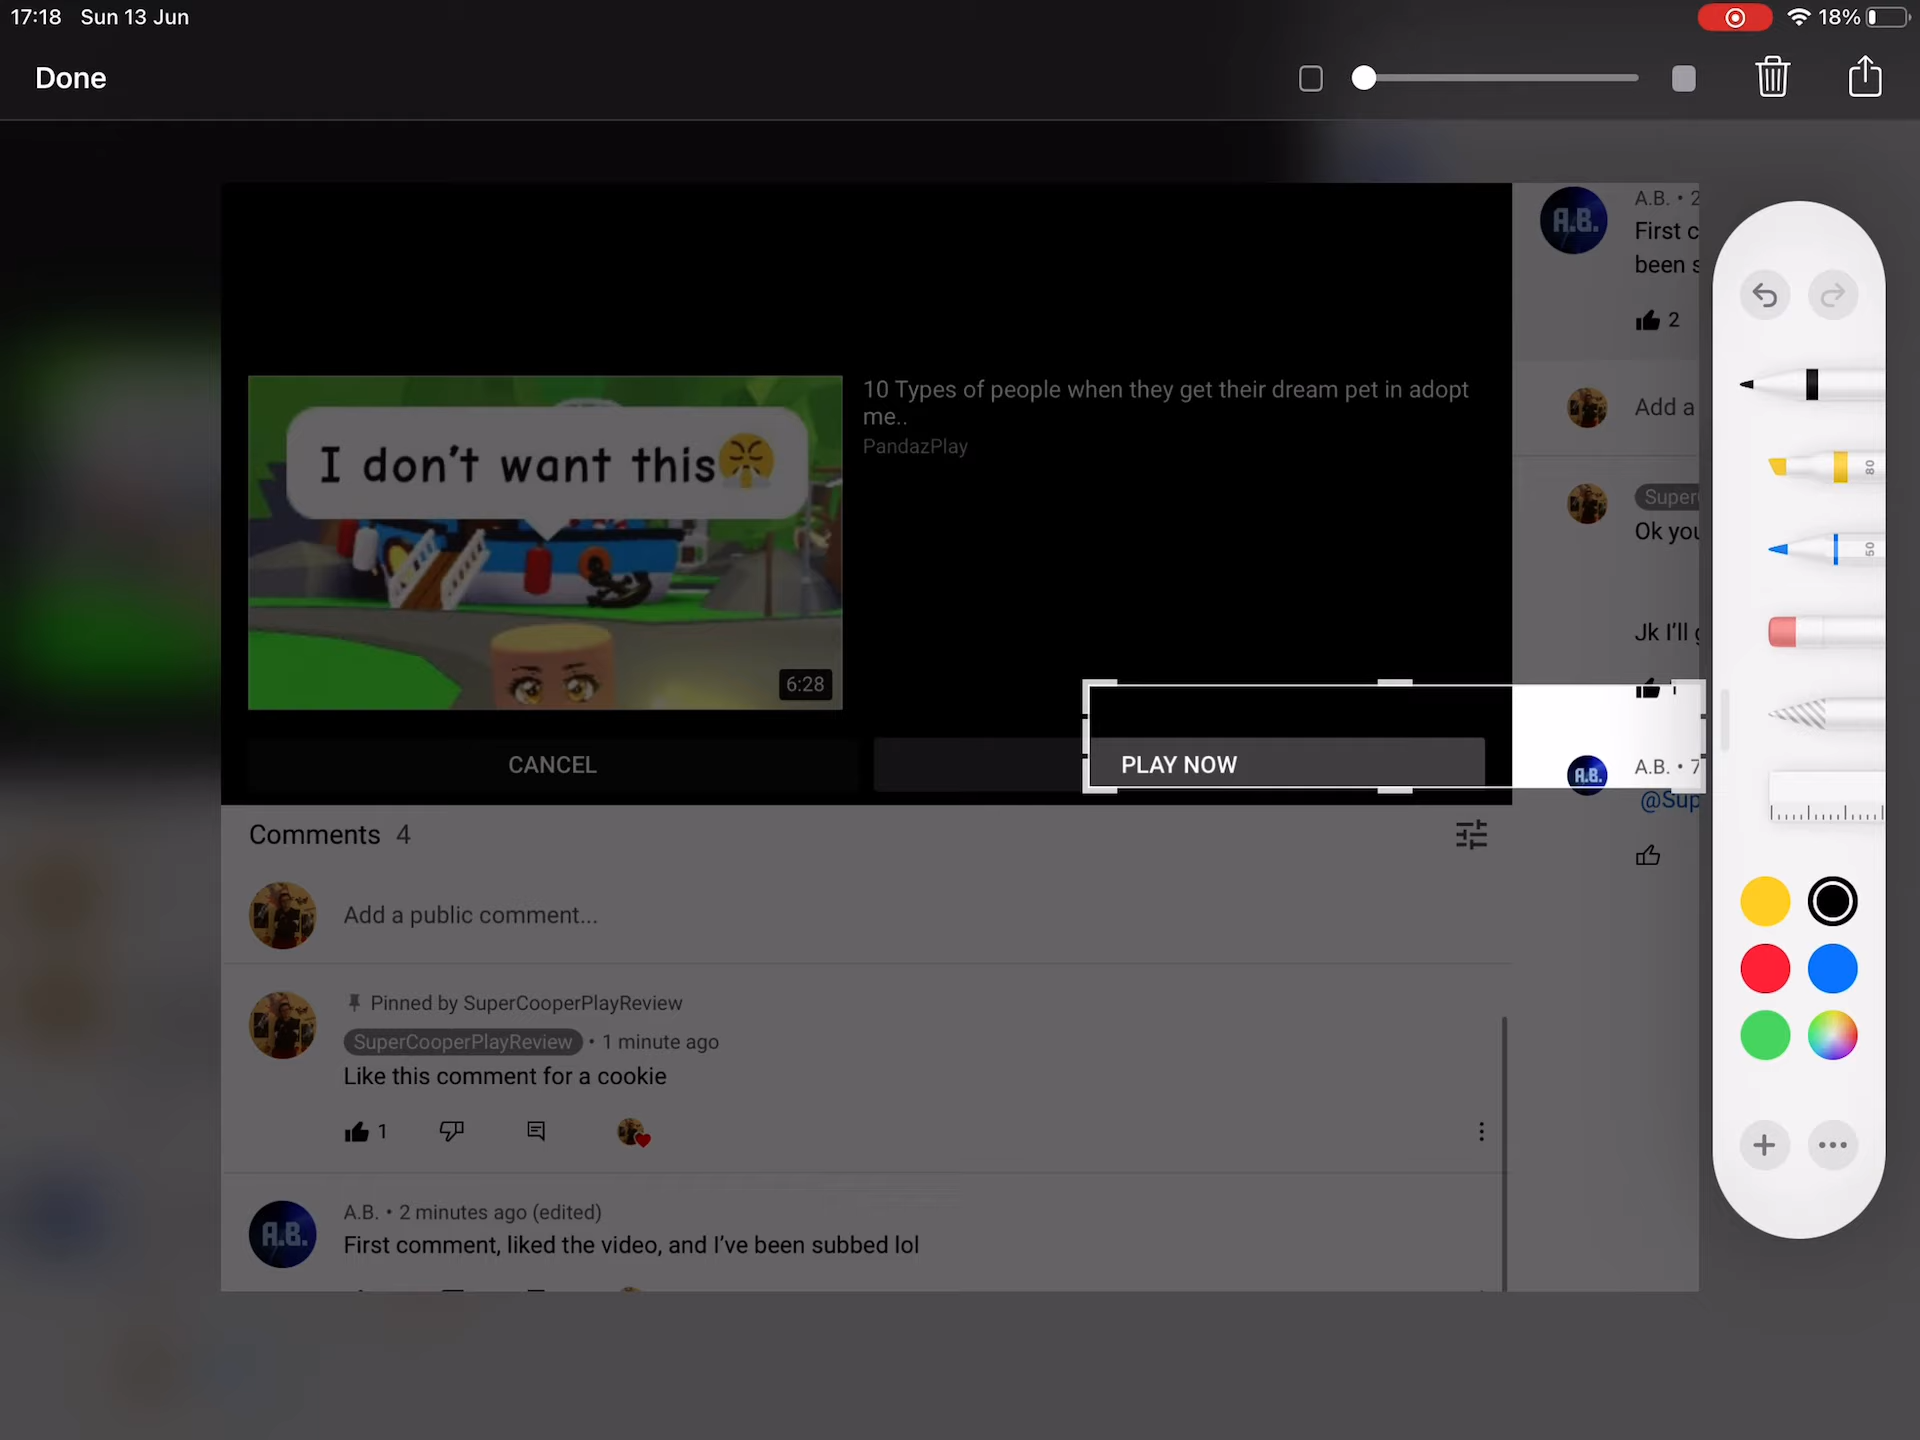 17:18 Sun 13 Jun
18%
Done
I don't want this
6:28
10 Types of people when they get their dream pet in adopt
me..
PandazPlay
CANCEL
PLAY NOW
Comments 4
Add a public comment...
Pinned by SuperCooperPlayReview
SuperCooperPlayReview • 1 minute ago
Like this comment for a cookie
1
A.B.
A.B. • 2 minutes ago (edited)
First comment, liked the video, and I've been subbed lol
A.B.
A.B. • 2
First c
been s
2
Add a
Super
Ok you
Jk I'll
A.B.
A.B. • 7
@Sup
80
50